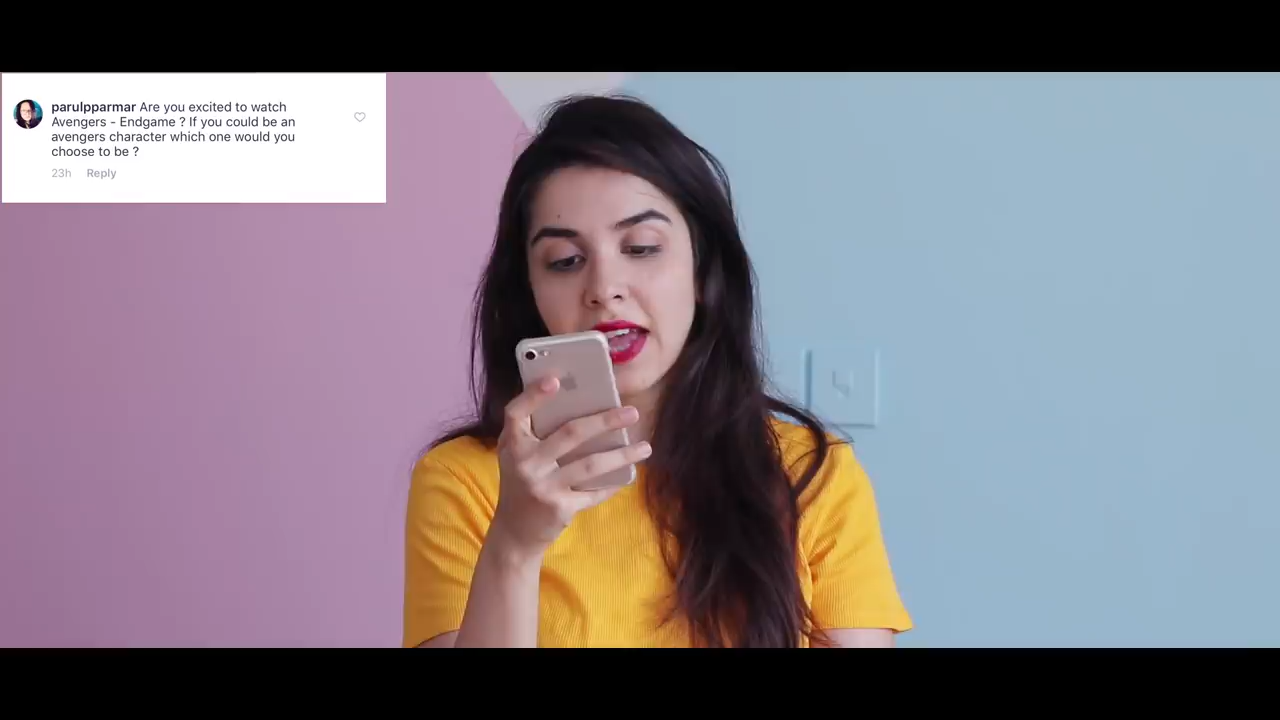 parulpparmar Are you excited to watch
Avengers - Endgame ? If you could be an
avengers character which one would you
choose to be ?
23h Reply